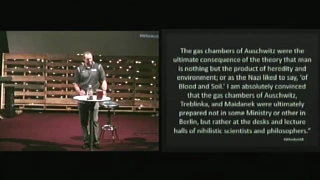 The gas chambers of Auschwitz were the
ultimate consequence of the theory that man
is nothing but the product of heredity and
environment; or as the Nazi liked to say, 'of
Blood and Soil.' I am absolutely convinced
that the gas chambers of Auschwitz,
Treblinka, and Maidanek were ultimately
prepared not in some Ministry or other in
Berlin, but rather at the desks and lecture
halls of nihilistic scientists and philosophers."